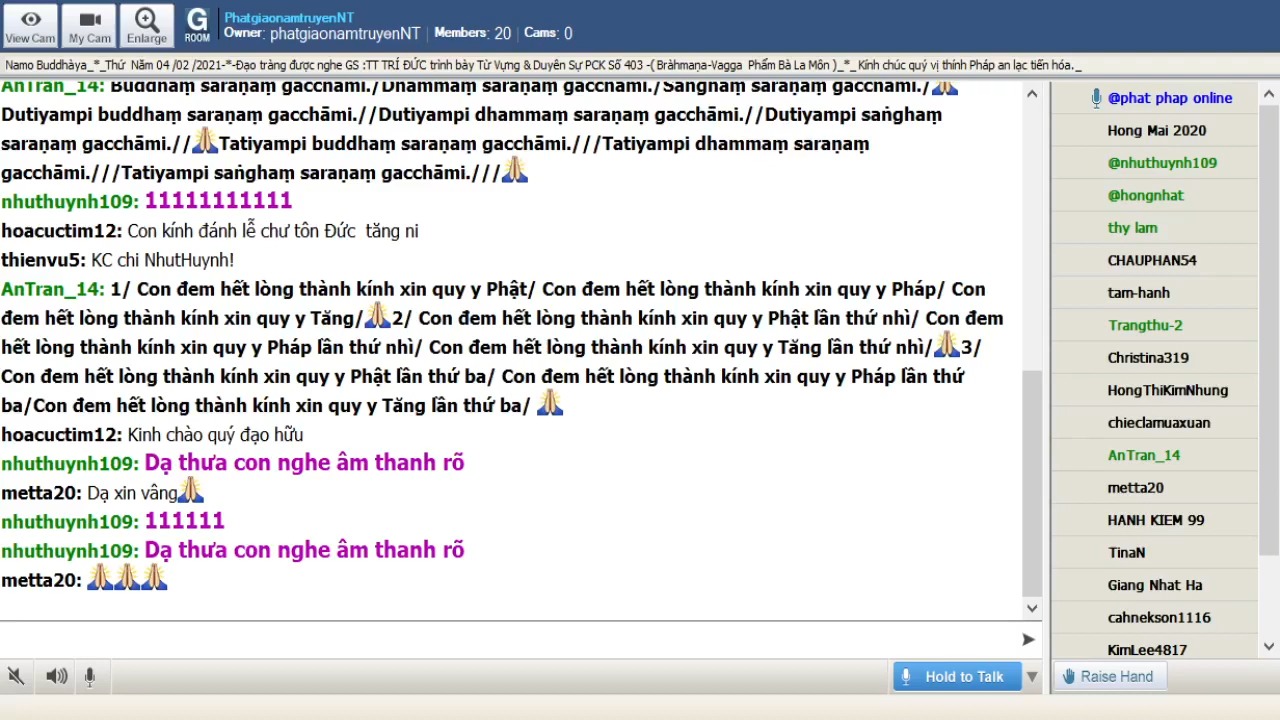 View Cam
My Cam
Enlarge
G
ROOM
PhatgiaonamtruyenNT
Owner: phatgiaonamtruyenNT | Members: 20 | Cams: 0
Namo Buddhàya_*_Thứ Năm 04 /02 /2021-*-Đạo tràng được nghe GS :TT TRÍ ĐỨC trình bày Từ Vựng & Duyên Sự PCK Số 403 -( Bràhmaṇa-Vagga Phẩm Bà La Môn )_*_ Kính chúc quý vị thính Pháp an lạc tiến hóa._
AnTran_14: Buddhaṃ saraṇaṃ gacchāmi./Dhammaṃ saraṇaṃ gacchāmi./Saṅghaṃ saraṇaṃ gacchāmi./
Dutiyampi buddhaṃ saraṇaṃ gacchāmi.//Dutiyampi dhammaṃ saraṇaṃ gacchāmi.//Dutiyampi saṅghaṃ
saraṇaṃ gacchāmi.//Tatiyampi buddhaṃ saraṇaṃ gacchāmi.///Tatiyampi dhammaṃ saraṇaṃ
gacchāmi.///Tatiyampi saṅghaṃ saraṇaṃ gacchāmi.///
nhuthuynh109: 11111111111
hoacuctim12: Con kính đánh lễ chư tôn Đức tăng ni
thienvu5: KC chi NhutHuynh!
AnTran_14: 1/ Con đem hết lòng thành kính xin quy y Phật/ Con đem hết lòng thành kính xin quy y Pháp/ Con
đem hết lòng thành kính xin quy y Tăng/2/ Con đem hết lòng thành kính xin quy y Phật lần thứ nhì/ Con đem
hết lòng thành kính xin quy y Pháp lần thứ nhì/ Con đem hết lòng thành kính xin quy y Tăng lần thứ nhì/3/
Con đem hết lòng thành kính xin quy y Phật lần thứ ba/ Con đem hết lòng thành kính xin quy y Pháp lần thứ
ba/Con đem hết lòng thành kính xin quy y Tăng lần thứ ba/
hoacuctim12: Kinh chào quý đạo hữu
nhuthuynh109: Dạ thưa con nghe âm thanh rõ
metta20: Dạ xin vâng
nhuthuynh109: 111111
nhuthuynh109: Dạ thưa con nghe âm thanh rõ
metta20:
Hold to Talk
@phat phap online
Hong Mai 2020
@nhuthuynh109
@hongnhat
thy lam
CHAUPHAN54
tam-hanh
Trangthu-2
Christina319
HongThiKimNhung
chieclamuaxuan
AnTran_14
metta20
HANH KIEM 99
TinaN
Giang Nhat Ha
cahnekson1116
KimLee4817
Raise Hand